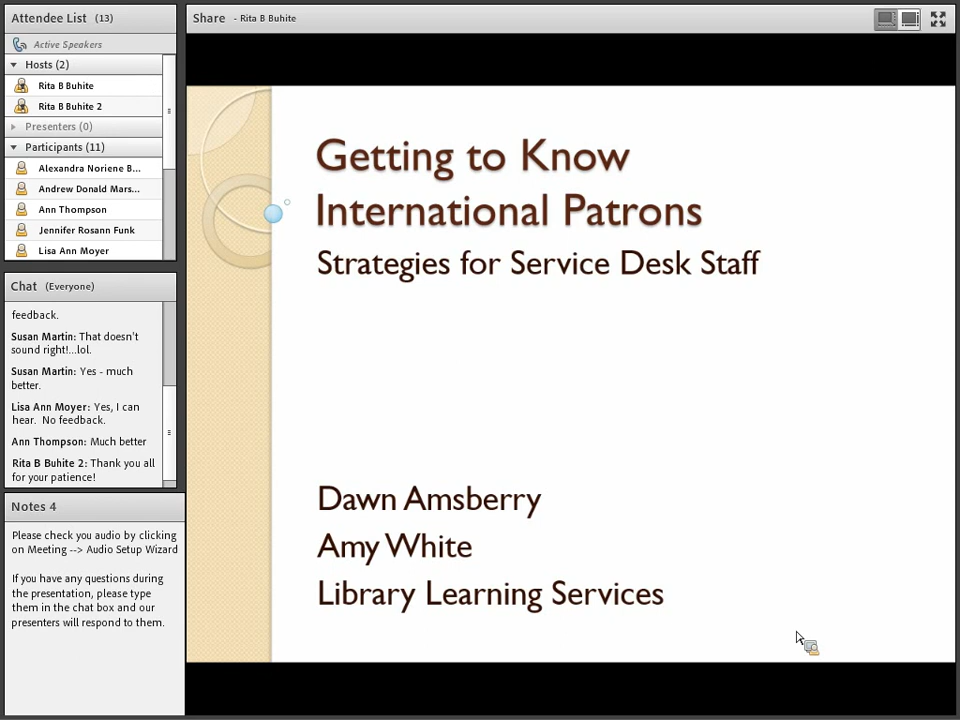 Attendee List (13)
Active Speakers
Hosts (2)
Rita B Buhite
Rita B Buhite 2
Presenters (0)
Participants (11)
Alexandra Noriene B...
Andrew Donald Mars...
Ann Thompson
Jennifer Rosann Funk
Lisa Ann Moyer
Chat (Everyone)
feedback.
Susan Martin: That doesn't
sound right!...lol.
Susan Martin: Yes - much
better.
Lisa Ann Moyer: Yes, I can
hear. No feedback.
Ann Thompson: Much better
Rita B Buhite 2: Thank you all
for your patience!
Notes 4
Please check you audio by clicking
on Meeting --> Audio Setup Wizard
If you have any questions during
the presentation, please type
them in the chat box and our
presenters will respond to them.
Share - Rita B Buhite
Getting to Know
International Patrons
Strategies for Service Desk Staff
Dawn Amsberry
Amy White
Library Learning Services